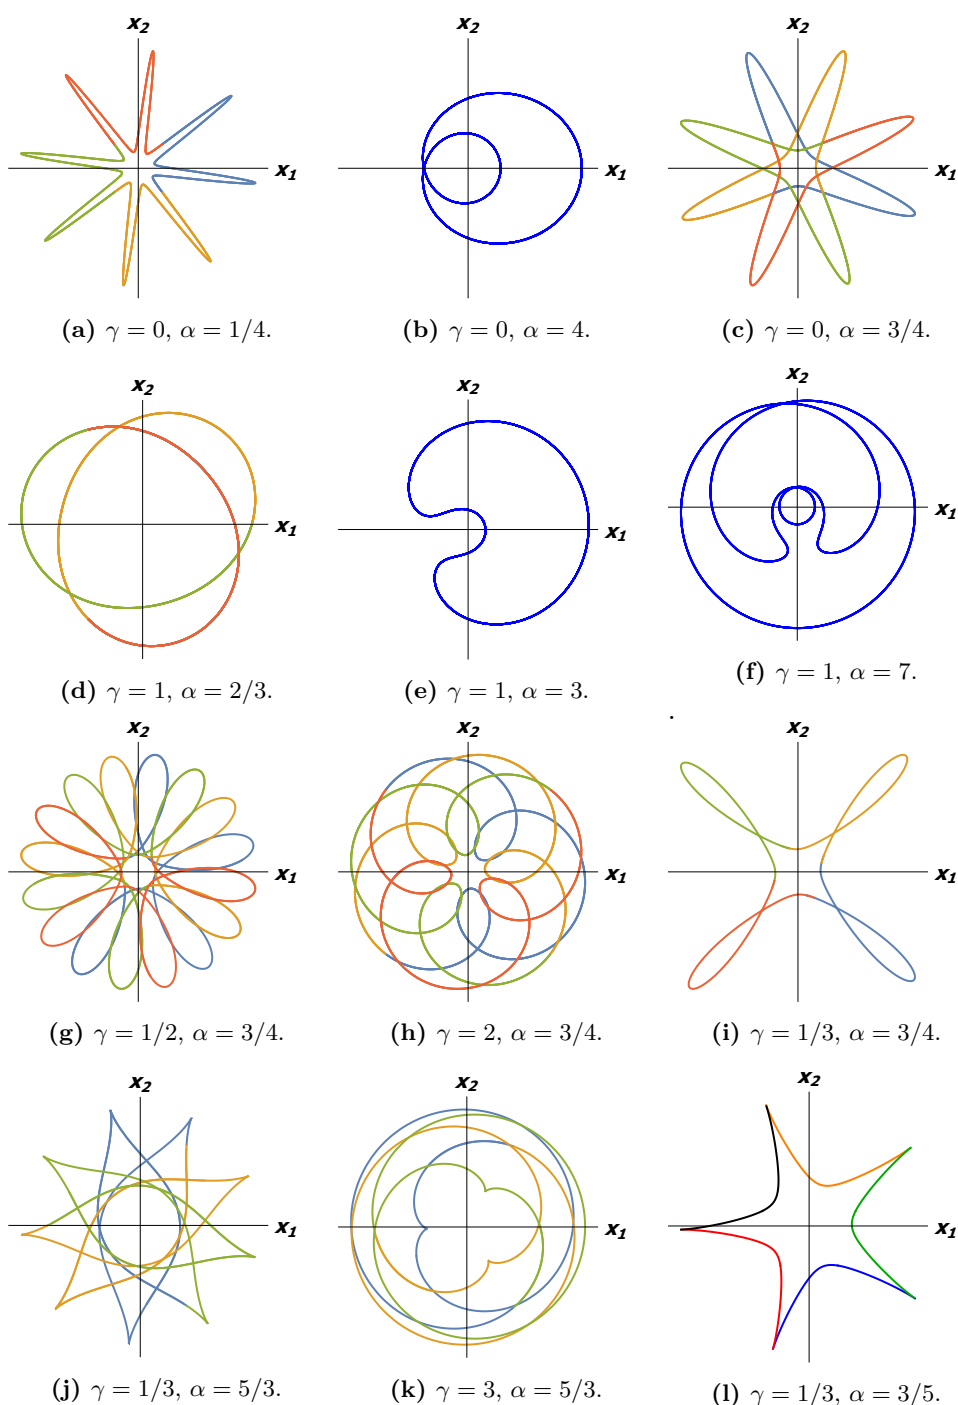 x₂ x₂ x₂
x₁ x₁ x₁
(a) γ = 0, α = 1/4. (b) γ = 0, α = 4. (c) γ = 0, α = 3/4.
x₂ x₂ x₂
x₁ x₁ x₁
(d) γ = 1, α = 2/3. (e) γ = 1, α = 3. (f) γ = 1, α = 7.
.
x₂ x₂ x₂
x₁ x₁ x₁
(g) γ = 1/2, α = 3/4. (h) γ = 2, α = 3/4. (i) γ = 1/3, α = 3/4.
x₂ x₂ x₂
x₁ x₁ x₁
(j) γ = 1/3, α = 5/3. (k) γ = 3, α = 5/3. (l) γ = 1/3, α = 3/5.